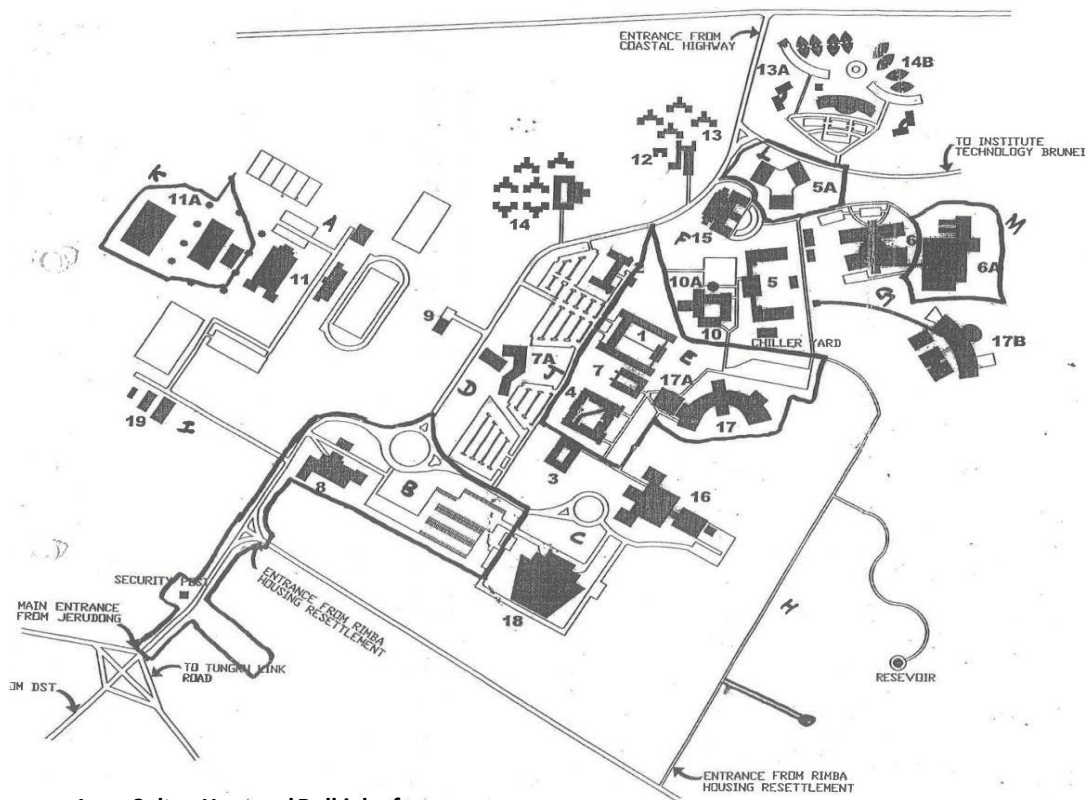 ENTRANCE FROM
COASTAL HIGHWAY
13A
14B
13
12
TO INSTITUTE
TECHNOLOGY BRUNEI
L
5A
K
11A
A
14
15
F
6
M
6A
11
10A
5
B
9
1
10
E
CHILLER YARD
17B
7A
J
7
17A
D
4
17
19
I
3
8
B
16
C
SECURITY POST
ENTRANCE FROM RIMBA
HOUSING RESETTLEMENT
MAIN ENTRANCE
FROM JERUDONG
18
H
TO TUNGKU LINK
ROAD
OM DST
RESEVOIR
ENTRANCE FROM RIMBA
HOUSING RESETTLEMENT